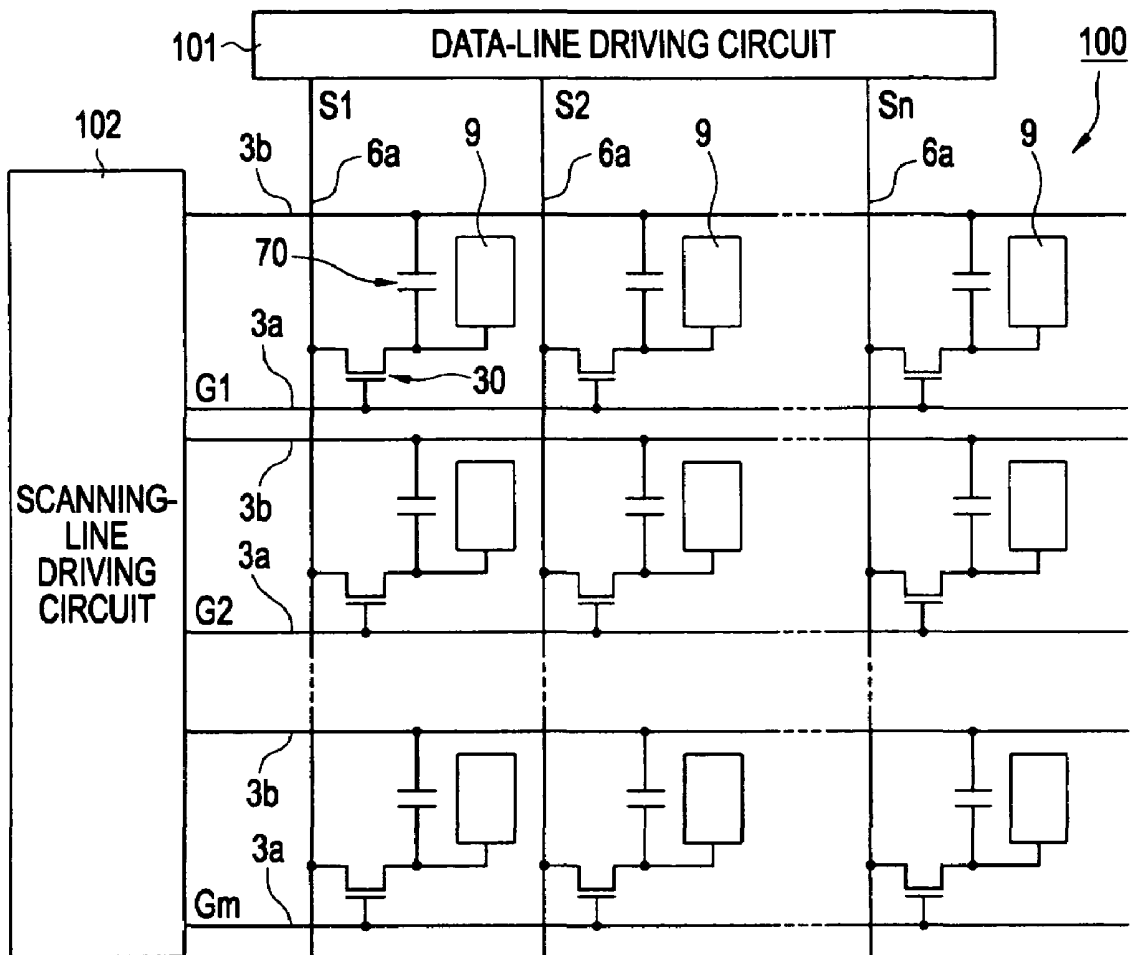 101
DATA-LINE DRIVING CIRCUIT
100
S1
S2
Sn
102
3b
6a
9
6a
9
6a
9
70
3a
30
G1
SCANNING-
LINE
DRIVING
CIRCUIT
3b
3a
G2
3b
3a
Gm